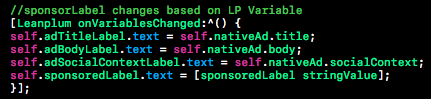 //sponsorLabel changes based on LP Variable
[Leanplum onVariablesChanged:^() {
self.adTitleLabel.text = self.nativeAd.title;
self.adBodyLabel.text = self.nativeAd.body;
self.adSocialContextLabel.text = self.nativeAd.socialContext;
self.sponsoredLabel.text = [sponsoredLabel stringValue];
}];